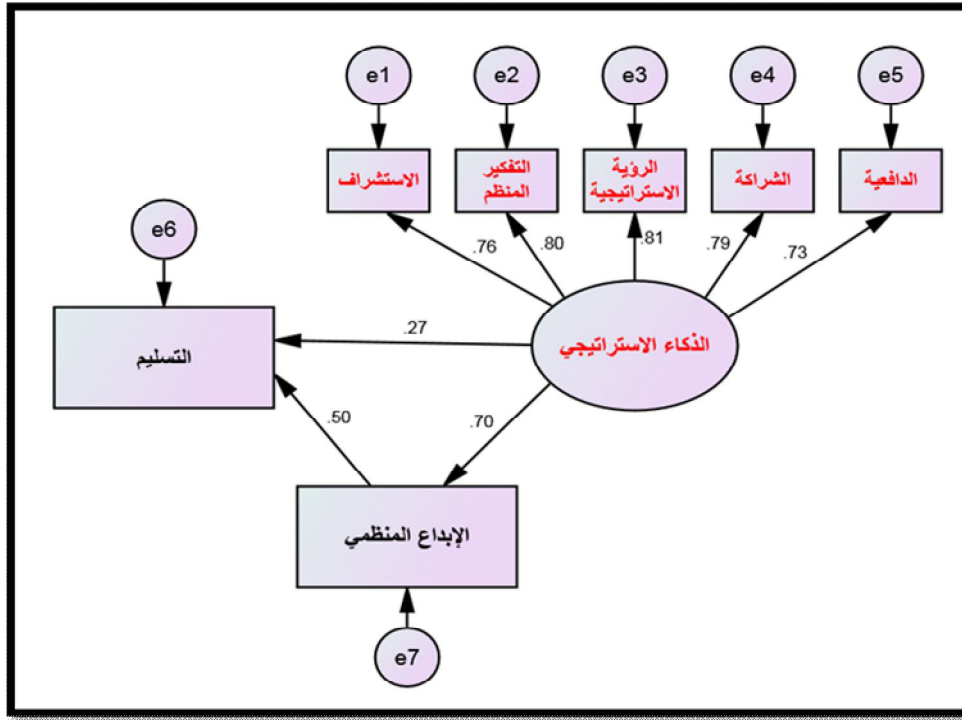 e1
e2
e3
e4
e5
الاستشراف
التفكير
المنظم
الرؤية
الاستراتيجية
الشراكة
الدافعية
e6
.76
.80
.81
.79
.73
التسليم
.27
الذكاء الاستراتيجي
.50
.70
الإبداع المنظمي
e7